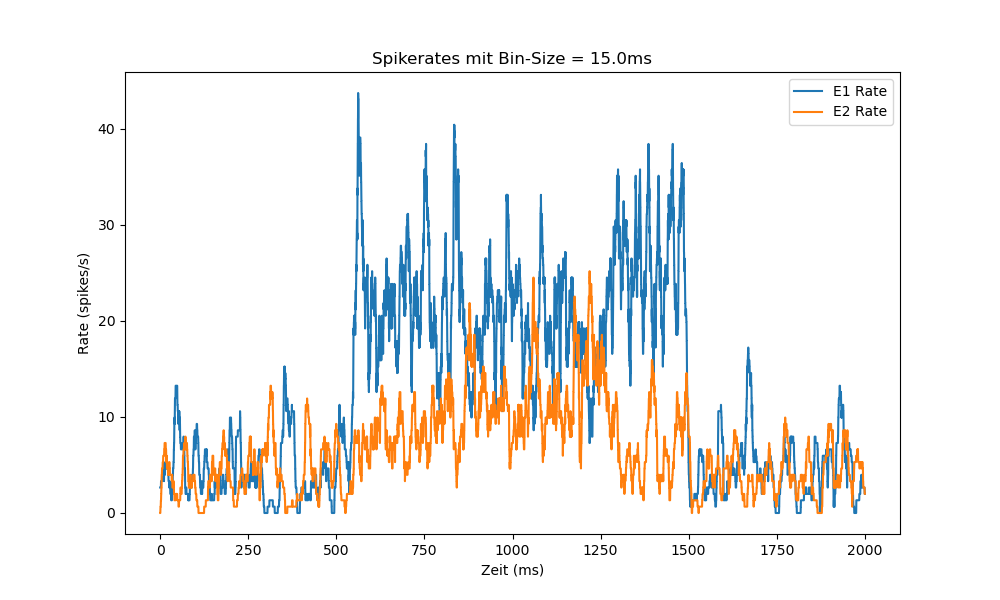 Spikerates mit Bin-Size = 15.0ms
E1 Rate
E2 Rate
Rate (spikes/s)
40
30
20
10
0
0 250 500 750 1000 1250 1500 1750 2000
Zeit (ms)